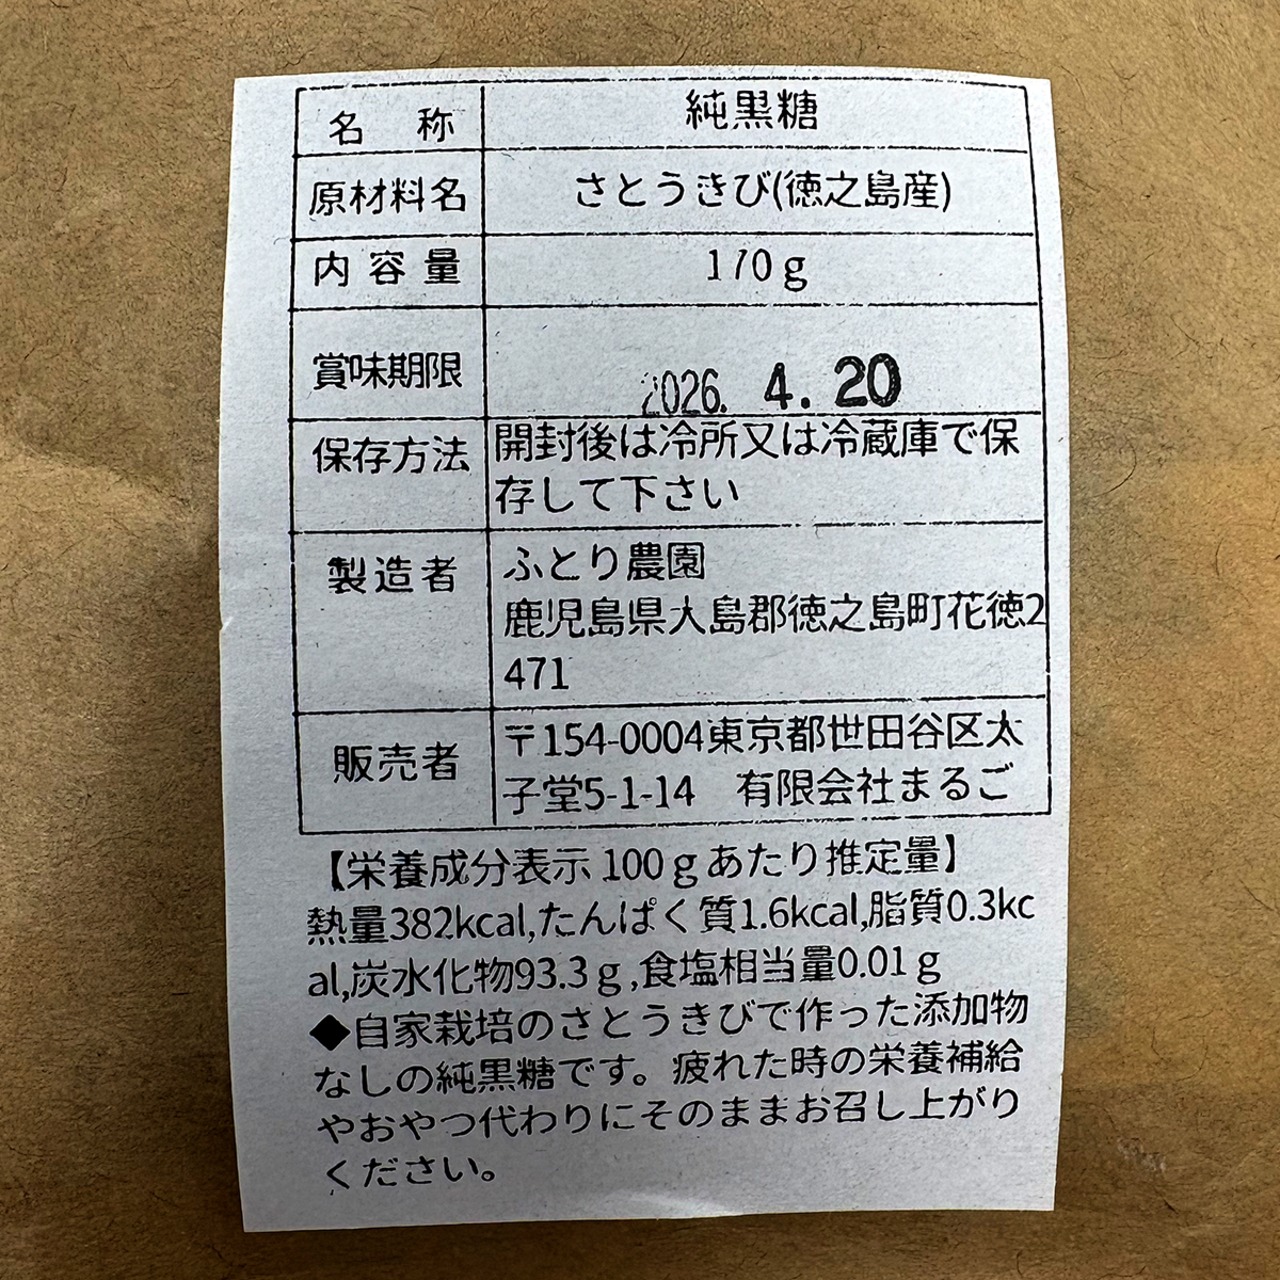 名 称 純黒糖
原材料名 さとうきび(徳之島産)
内容量 170g
賞味期限 2026. 4. 20
保存方法 開封後は冷所又は冷蔵庫で保
存して下さい
製造者 ふとり農園
鹿児島県大島郡徳之島町花徳2
471
販売者 〒154-0004東京都世田谷区太
子堂5-1-14 有限会社まるご
【栄養成分表示100gあたり推定量】
熱量382kcal,たんぱく質1.6kcal,脂質0.3kc
al,炭水化物93.3g,食塩相当量0.01g
◆自家栽培のさとうきびで作った添加物
なしの純黒糖です。疲れた時の栄養補給
やおやつ代わりにそのままお召し上がり
ください。